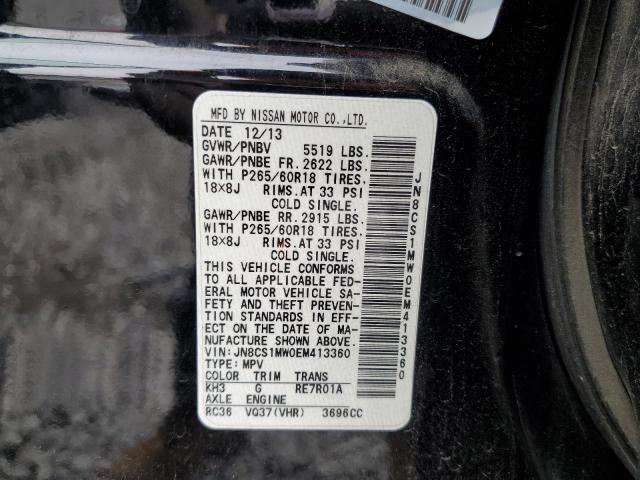 MFD BY NISSAN MOTOR CO.,LTD.
DATE 12/13
GVWR/PNBV 5519 LBS.
GAWR/PNBE FR. 2622 LBS.
WITH P265/60R18 TIRES.
18X8J RIMS.AT 33 PSI
COLD SINGLE.
GAWR/PNBE RR. 2915 LBS.
WITH P265/60R18 TIRES.
18X8J RIMS.AT 33 PSI
COLD SINGLE.
THIS VEHICLE CONFORMS
TO ALL APPLICABLE FED-
ERAL MOTOR VEHICLE SA-
FETY AND THEFT PREVEN-
TION STANDARDS IN EFF-
ECT ON THE DATE OF MA-
NUFACTURE SHOWN ABOVE.
VIN: JN8CS1MW0EM413360
TYPE: MPV
COLOR TRIM TRANS
KH3 G RE7R01A
AXLE ENGINE
RC36 VQ37(VHR) 3696CC
JN8CS1MW0EM413360